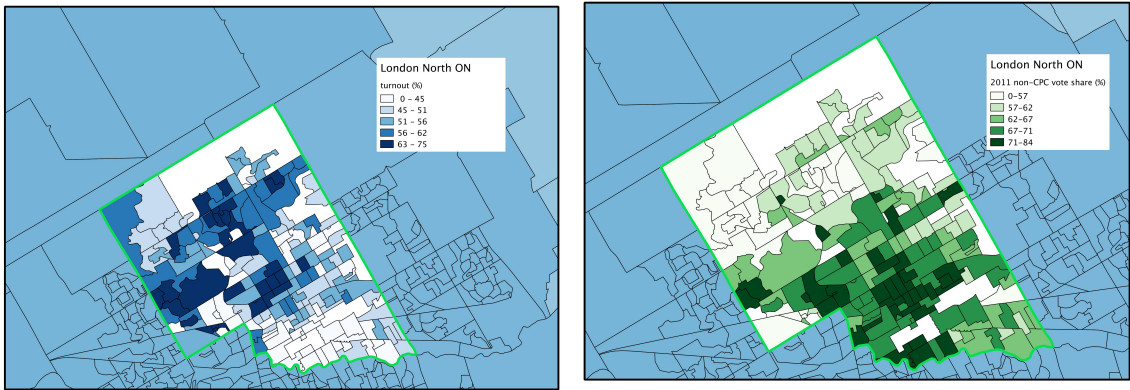 London North ON
turnout (%)
0 - 45
45 - 51
51 - 56
56 - 62
63 - 75
London North ON
2011 non-CPC vote share (%)
0-57
57-62
62-67
67-71
71-84